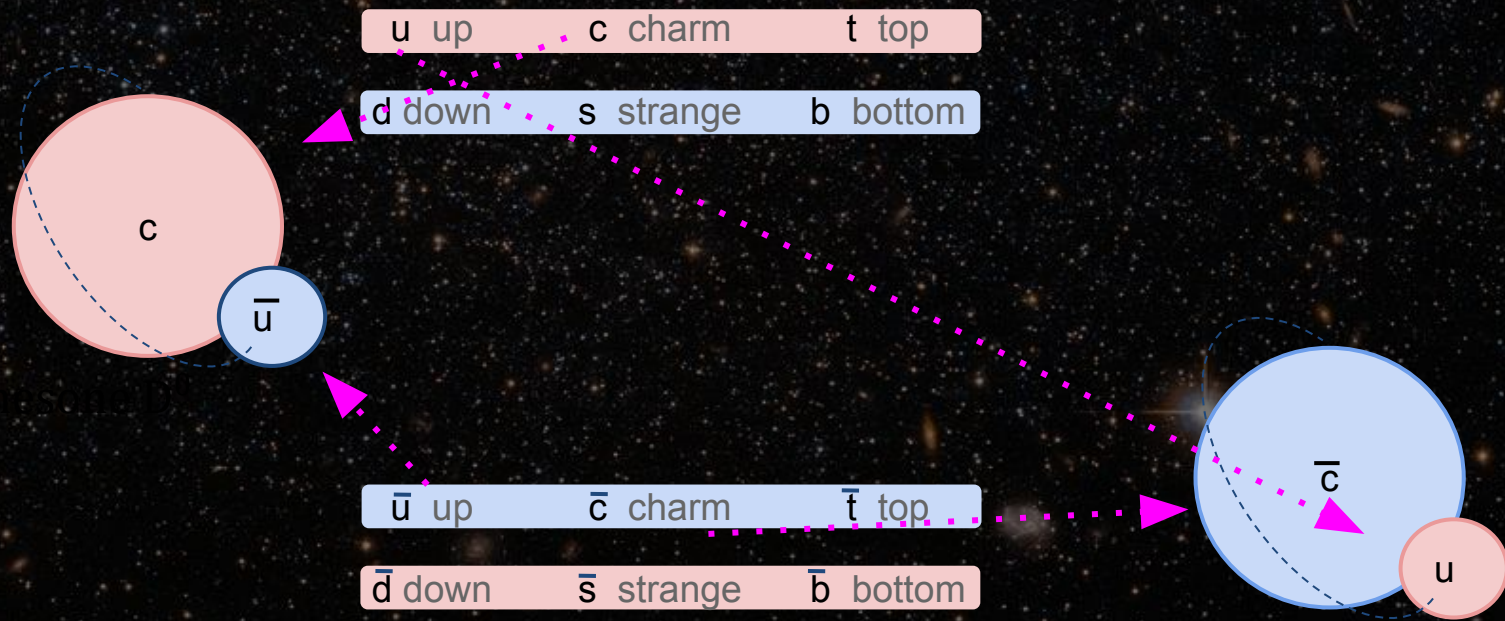 u up c charm t top
d down s strange b bottom
c
u̅
c̅
u
u̅ up c̅ charm t̅ top
d̅ down s̅ strange b̅ bottom